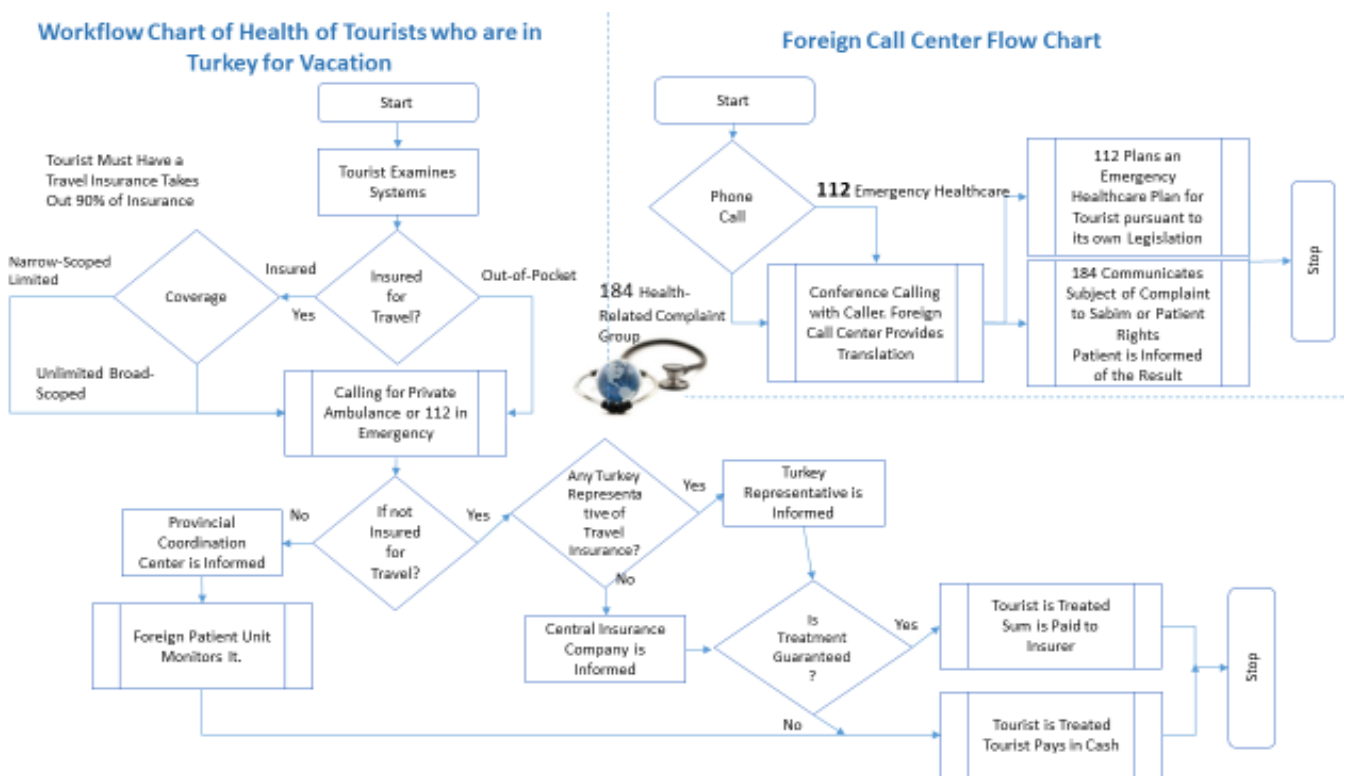 Workflow Chart of Health of Tourists who are in
Turkey for Vacation
Start
Tourist Must Have a
Travel Insurance Takes
Out 90% of Insurance
Tourist Examines
Systems
Narrow-Scoped
Limited
Coverage
Insured
Yes
Insured
for
Travel?
Out-of-Pocket
Unlimited Broad-
Scoped
Calling for Private
Ambulance or 112 in
Emergency
If not
Insured
for
Travel?
No
Yes
Provincial
Coordination
Center is Informed
Foreign Patient Unit
Monitors It.
Any Turkey
Representa
tive of
Travel
Insurance?
Yes
No
Turkey
Representative is
Informed
Central Insurance
Company is
Informed
Is
Treatment
Guaranteed
?
Yes
No
Tourist is Treated
Sum is Paid to
Insurer
Tourist is Treated
Tourist Pays in Cash
Stop
Foreign Call Center Flow Chart
Start
Phone
Call
112 Emergency Healthcare
184 Health-
Related Complaint
Group
Conference Calling
with Caller. Foreign
Call Center Provides
Translation
112 Plans an
Emergency
Healthcare Plan for
Tourist pursuant to
its own Legislation
184 Communicates
Subject of Complaint
to Sabim or Patient
Rights
Patient is Informed
of the Result
Stop